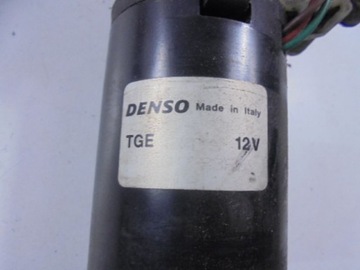 DENSO Made in Italy
TGE 12V